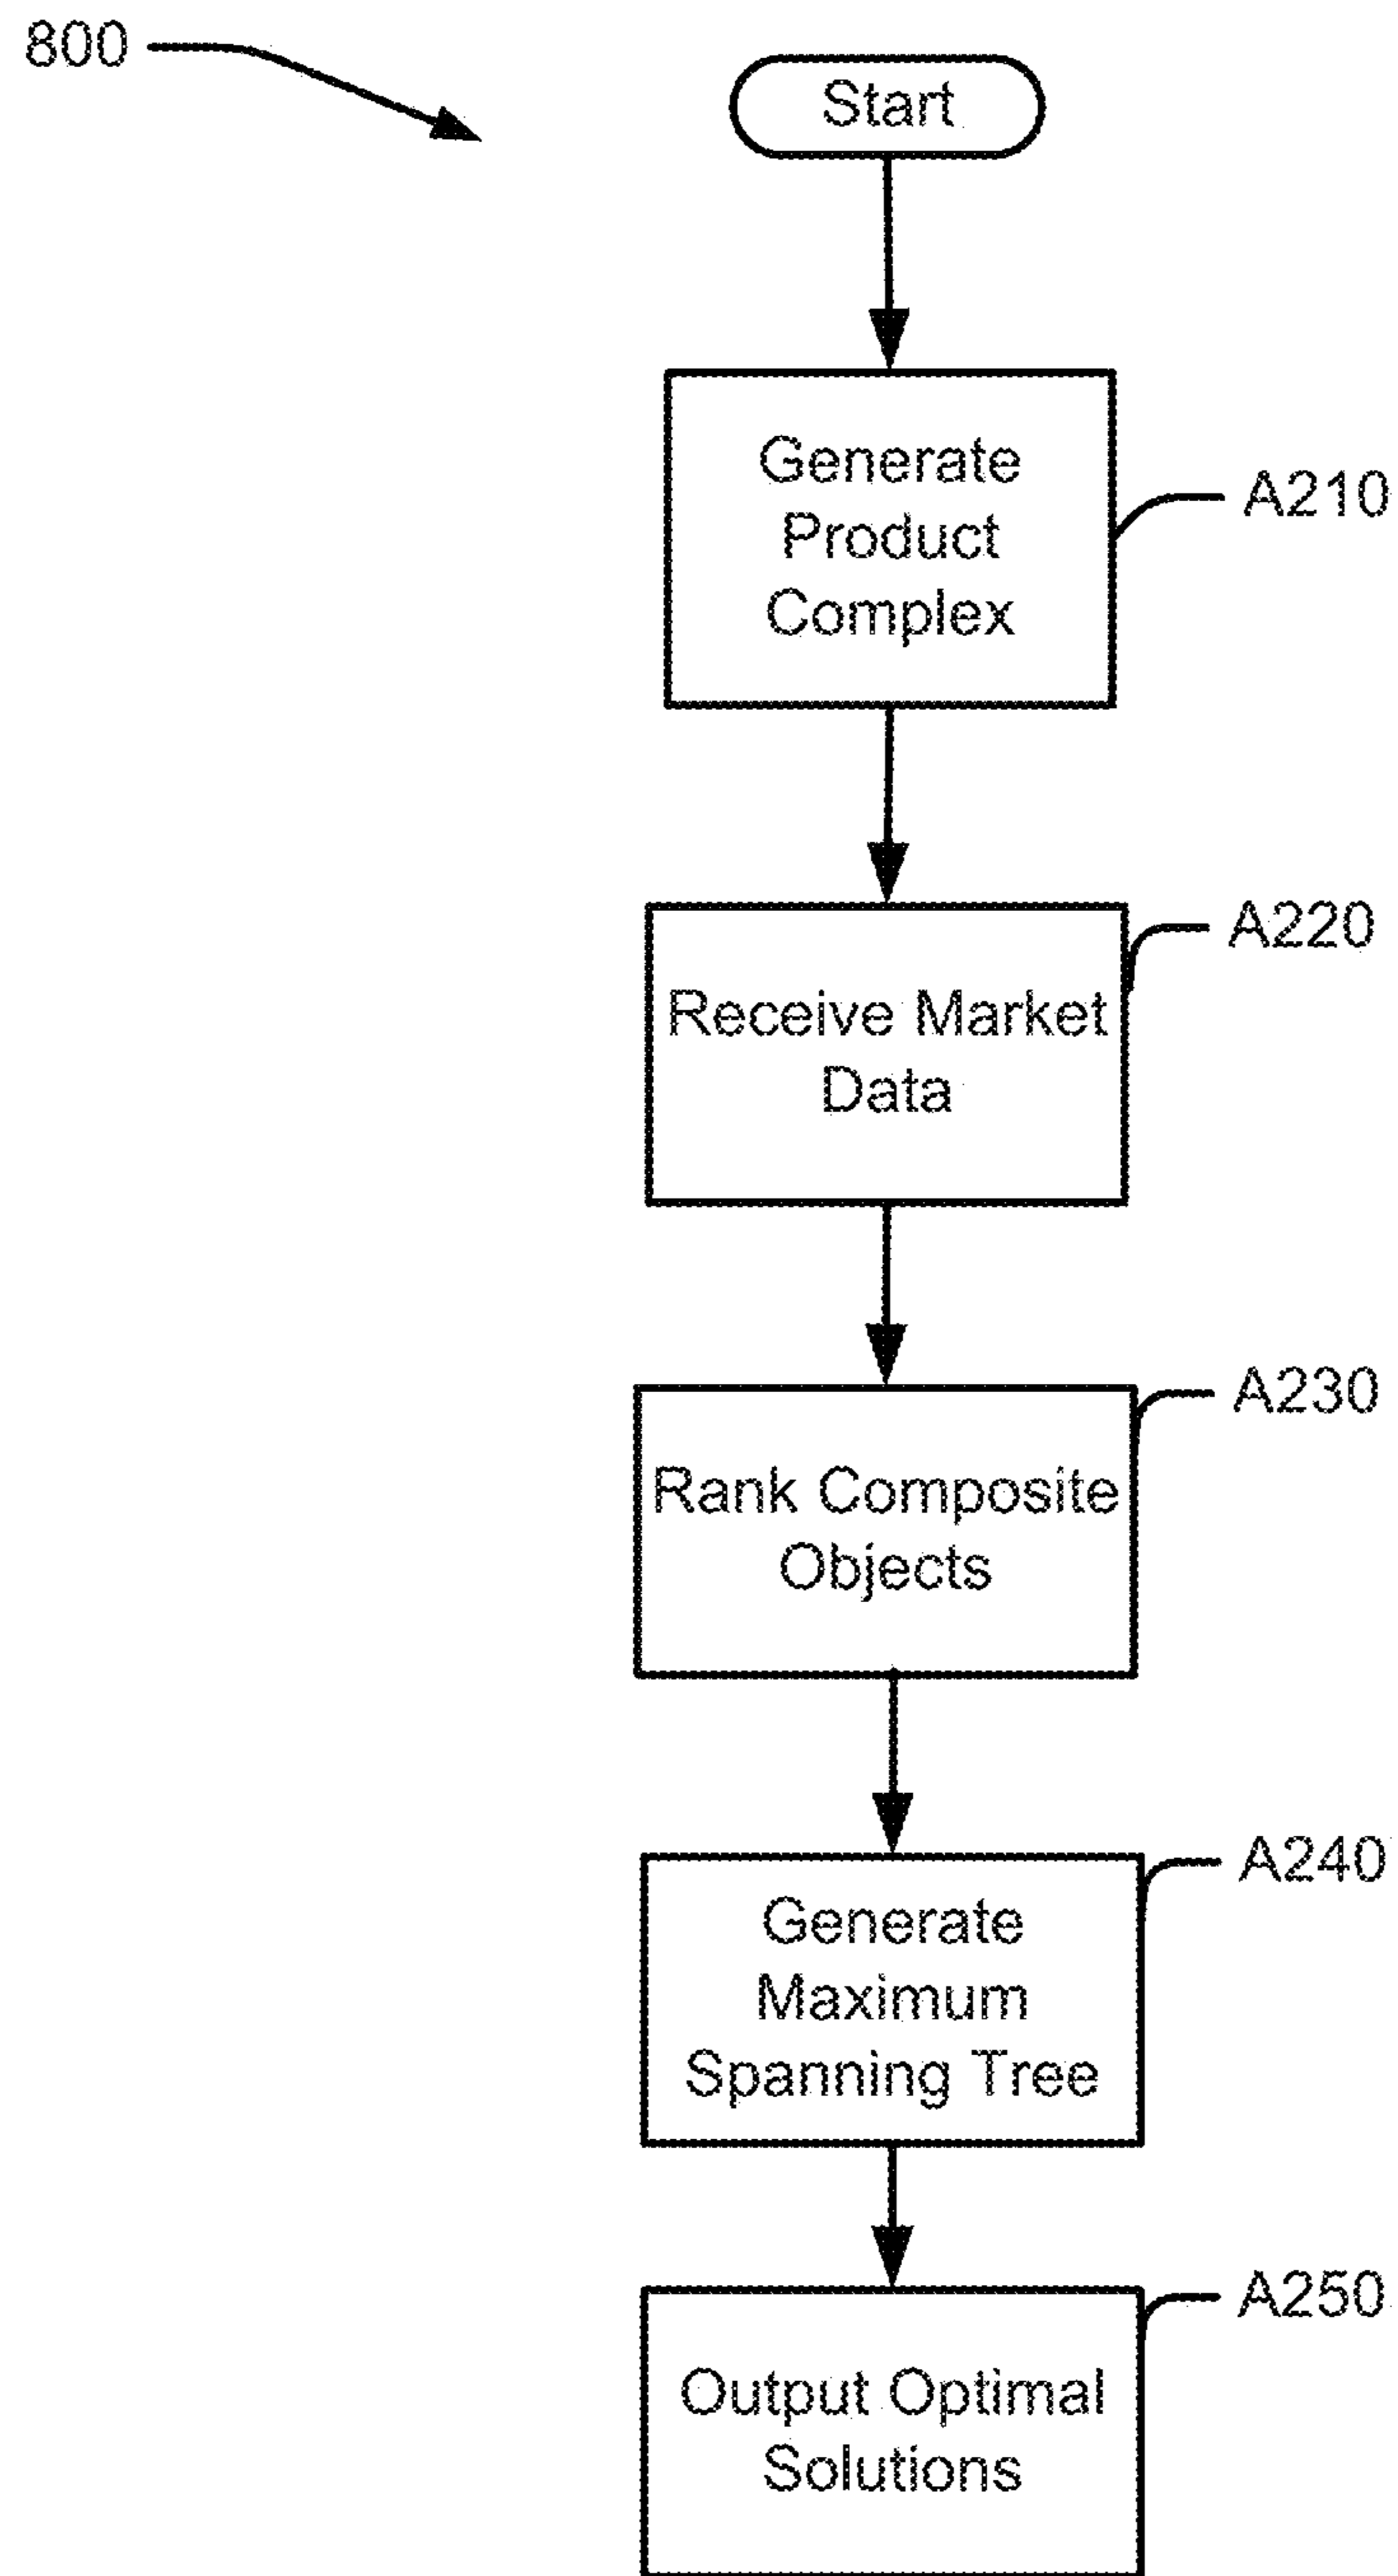 800
Start
Generate
Product
Complex
A210
A220
Receive Market
Data
A230
Rank Composite
Objects
A240
Generate
Maximum
Spanning Tree
A250
Output Optimal
Solutions